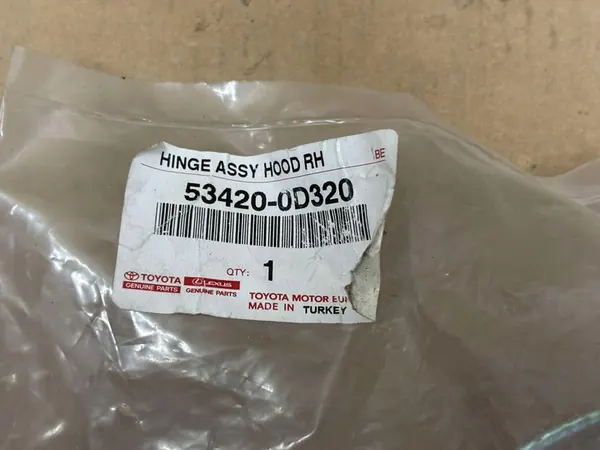 HINGE ASSY HOOD RH
BE
53420-0D320
QTY: 1
TOYOTA
GENUINE PARTS
LEXUS
GENUINE PARTS
TOYOTA MOTOR EUR
MADE IN TURKEY